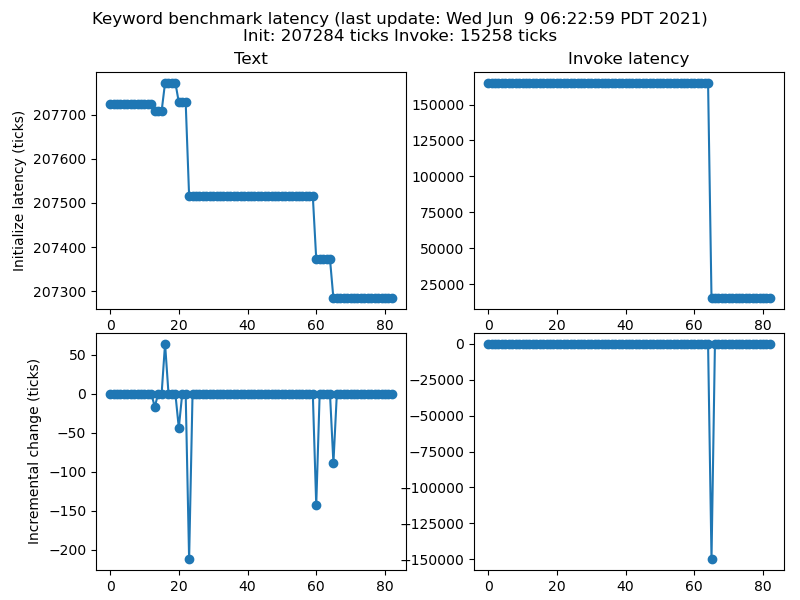 Keyword benchmark latency (last update: Wed Jun  9 06:22:59 PDT 2021)
Init: 207284 ticks Invoke: 15258 ticks
Text
Initialize latency (ticks)
207700
207600
207500
207400
207300
0 20 40 60 80
Invoke latency
150000
125000
100000
75000
50000
25000
0 20 40 60 80
Incremental change (ticks)
50
0
−50
−100
−150
−200
0 20 40 60 80
0
−25000
−50000
−75000
−100000
−125000
−150000
0 20 40 60 80